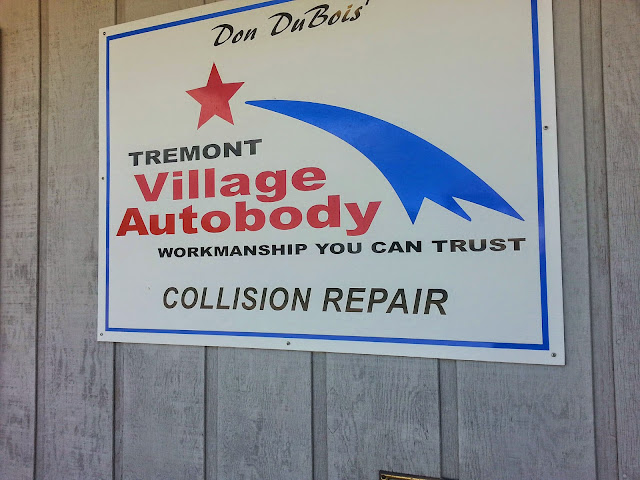 Don DuBois'
TREMONT
Village
Autobody
WORKMANSHIP YOU CAN TRUST
COLLISION REPAIR